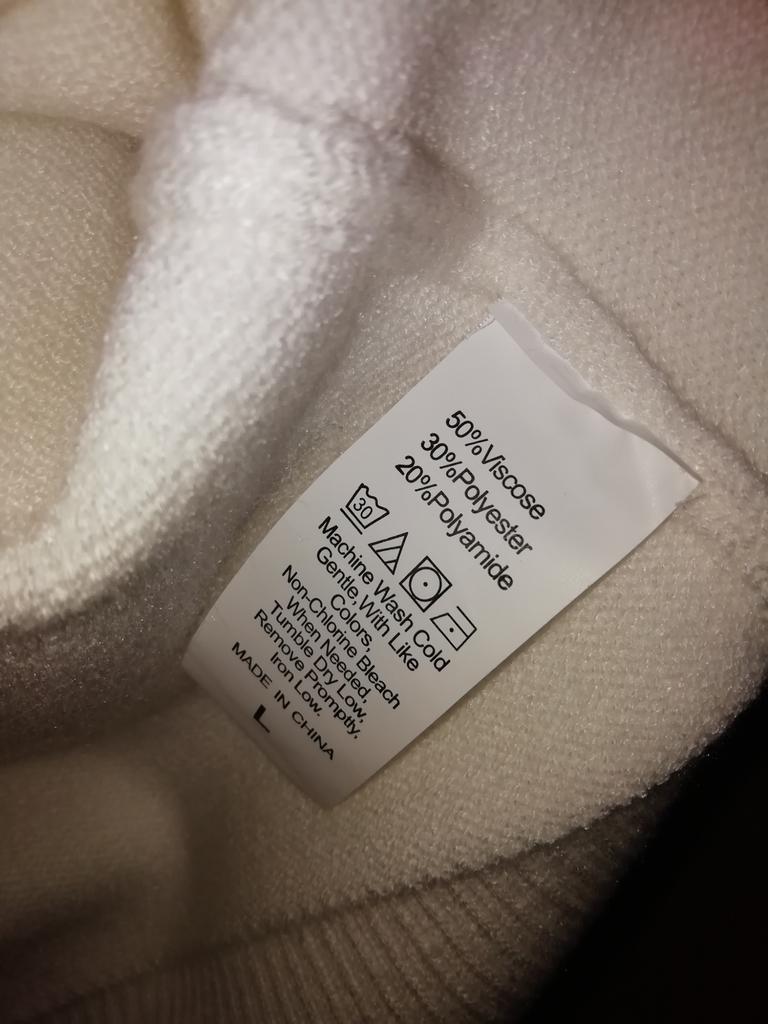 50%Viscose
30%Polyester
20%Polyamide
30
Machine Wash Cold
Gentle, With Like
Colors,
Non-Chlorine Bleach
When Needed,
Tumble Dry Low,
Remove Promptly,
Iron Low.
MADE IN CHINA
L